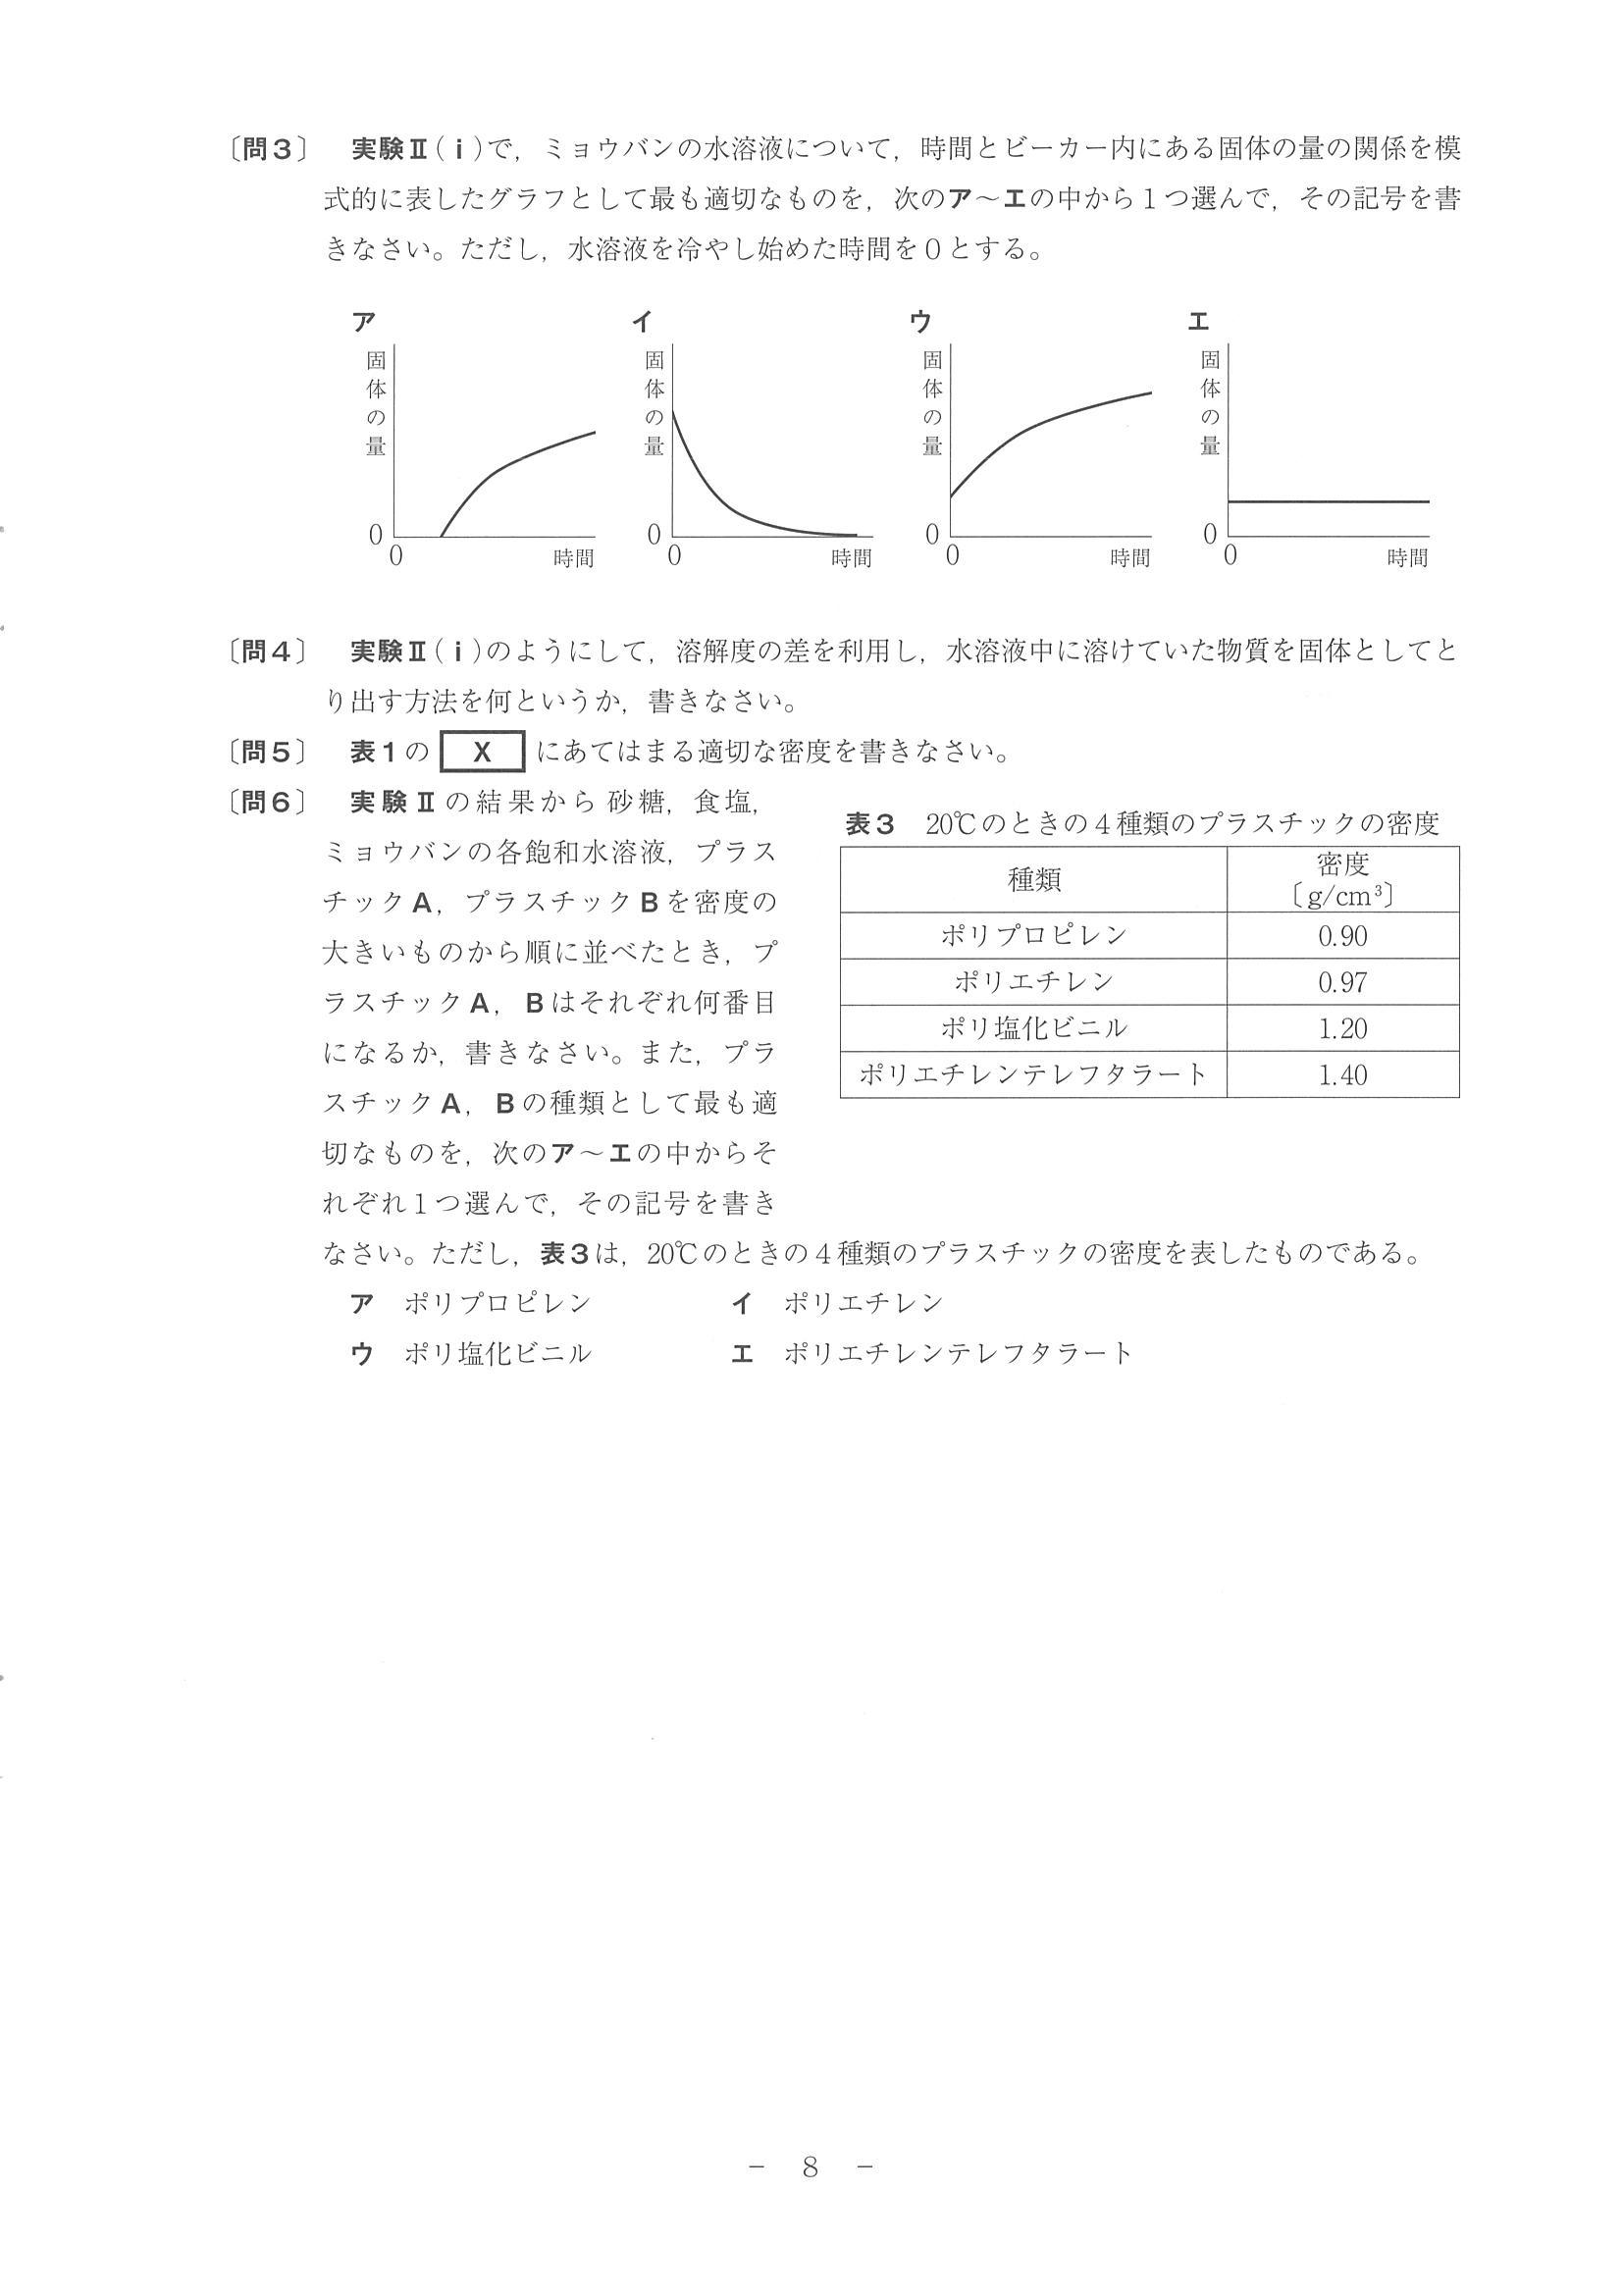 〔問3〕 実験Ⅱ(ⅰ)で，ミョウバンの水溶液について，時間とビーカー内にある固体の量の関係を模
式的に表したグラフとして最も適切なものを，次のア～エの中から1つ選んで，その記号を書
きなさい。ただし，水溶液を冷やし始めた時間を0とする。
ア
固体の量
0
0
時間
イ
固体の量
0
0
時間
ウ
固体の量
0
0
時間
エ
固体の量
0
0
時間
〔問4〕 実験Ⅱ(ⅰ)のようにして，溶解度の差を利用し，水溶液中に溶けていた物質を固体としてと
り出す方法を何というか，書きなさい。
〔問5〕 表1の X にあてはまる適切な密度を書きなさい。
〔問6〕 実験Ⅱの結果から砂糖，食塩，
ミョウバンの各飽和水溶液，プラス
チックA，プラスチックBを密度の
大きいものから順に並べたとき，プ
ラスチックA，Bはそれぞれ何番目
になるか，書きなさい。また，プラ
スチックA，Bの種類として最も適
切なものを，次のア～エの中からそ
れぞれ1つ選んで，その記号を書き
なさい。ただし，表3は，20℃のときの4種類のプラスチックの密度を表したものである。
表3 20℃のときの4種類のプラスチックの密度
種類 密度〔g/cm³〕
ポリプロピレン 0.90
ポリエチレン 0.97
ポリ塩化ビニル 1.20
ポリエチレンテレフタラート 1.40
ア ポリプロピレン イ ポリエチレン
ウ ポリ塩化ビニル エ ポリエチレンテレフタラート
－ 8 －